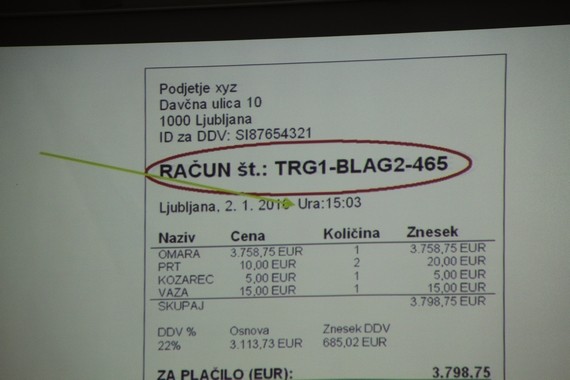 Podjetje xyz
Davčna ulica 10
1000 Ljubljana
ID za DDV: SI87654321
RAČUN št.: TRG1-BLAG2-465
Ljubljana, 2. 1. Ura:15:03
Naziv Cena Količina Znesek
OMARA 3.758,75 EUR 1 3.758,75 EUR
PRT 10,00 EUR 2 20,00 EUR
KOZAREC 5,00 EUR 1 5,00 EUR
VAZA 15,00 EUR 1 15,00 EUR
SKUPAJ 3.798,75 EUR
DDV % Osnova Znesek DDV
22% 3.113,73 EUR 685,02 EUR
ZA PLAČILO (EUR): 3.798,75